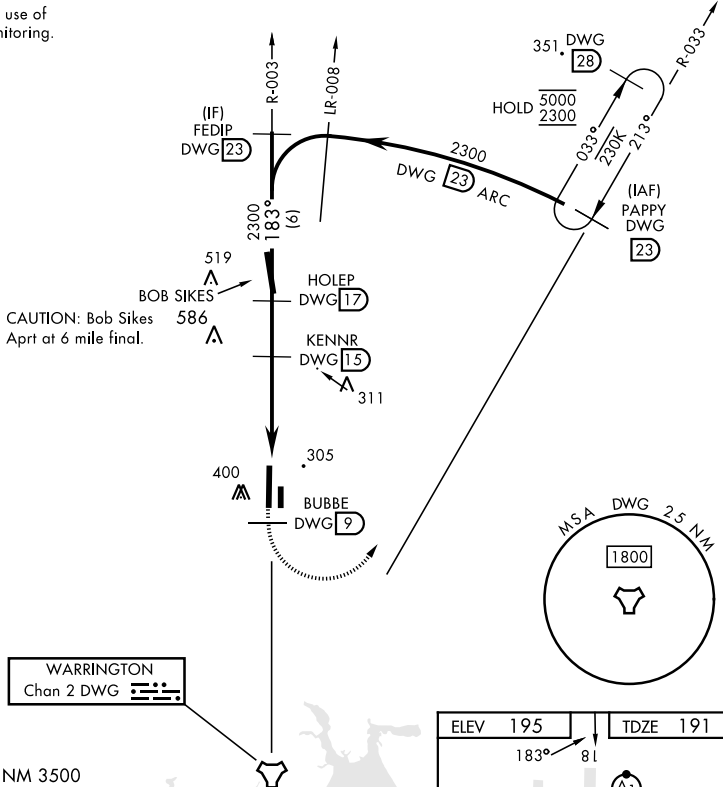 use of
nitoring.
R-003
LR-008
R-033
351
DWG
28
HOLD 5000
2300
033°
230K
213°
(IF)
FEDIP
DWG 23
2300
DWG 23 ARC
(IAF)
PAPPY
DWG
23
2300
183°
(6)
519
BOB SIKES
HOLEP
DWG 17
CAUTION: Bob Sikes
Aprt at 6 mile final.
586
KENNR
DWG 15
311
305
400
BUBBE
DWG 9
MSA DWG 25 NM
1800
WARRINGTON
Chan 2 DWG
ELEV 195
TDZE 191
183°
18
NM 3500